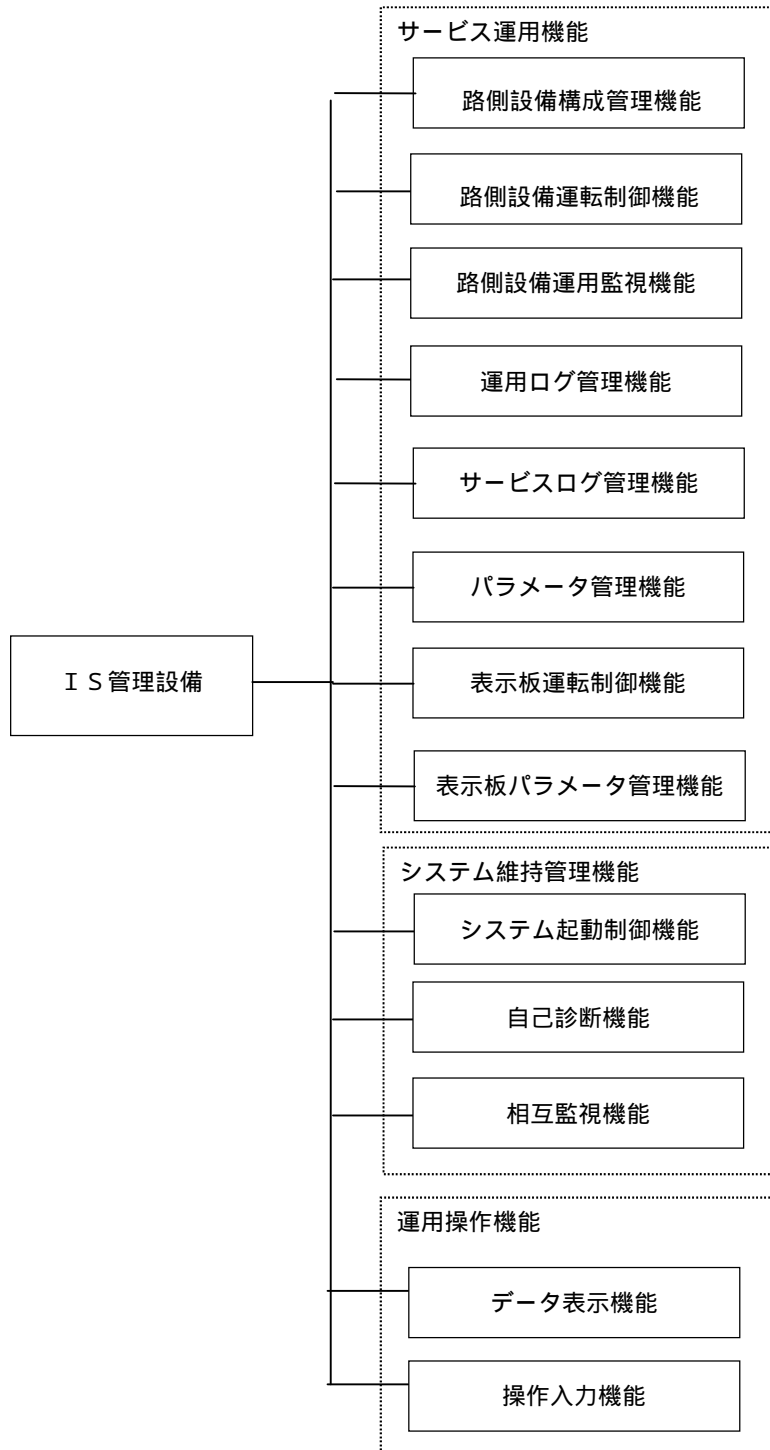 サービス運用機能
路側設備構成管理機能
路側設備運転制御機能
路側設備運用監視機能
運用ログ管理機能
サービスログ管理機能
パラメータ管理機能
ＩＳ管理設備
表示板運転制御機能
表示板パラメータ管理機能
システム維持管理機能
システム起動制御機能
自己診断機能
相互監視機能
運用操作機能
データ表示機能
操作入力機能